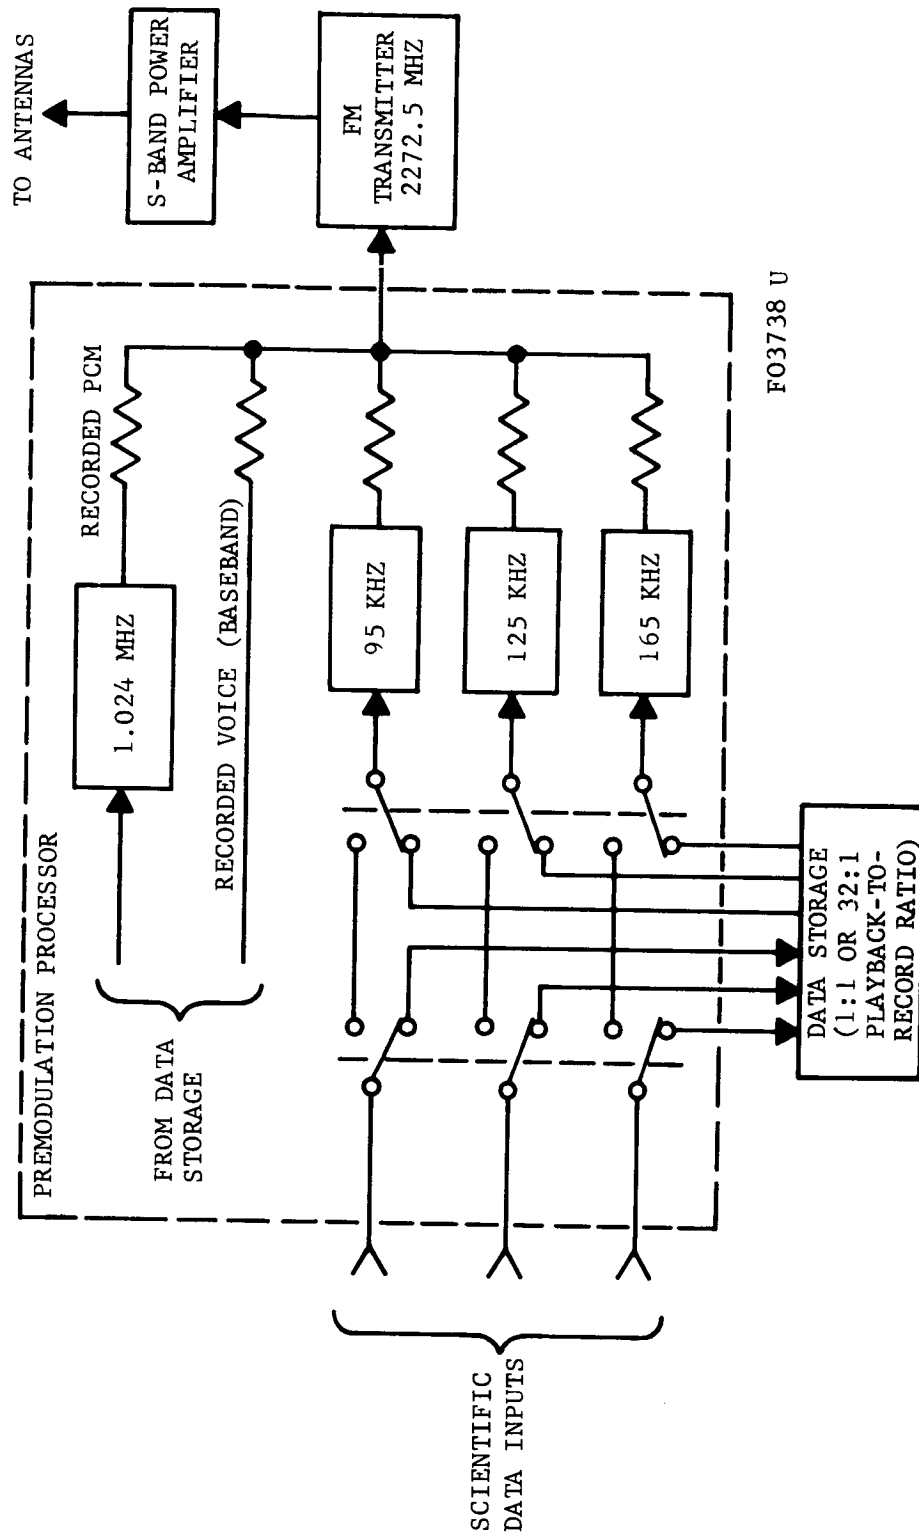 TO ANTENNAS
S-BAND POWER
AMPLIFIER
FM
TRANSMITTER
2272.5 MHZ
PREMODULATION PROCESSOR
FROM DATA
STORAGE
1.024 MHZ
RECORDED PCM
RECORDED VOICE (BASEBAND)
95 KHZ
125 KHZ
165 KHZ
SCIENTIFIC
DATA INPUTS
DATA STORAGE
(1:1 OR 32:1
PLAYBACK-TO-
RECORD RATIO)
FO3738 U